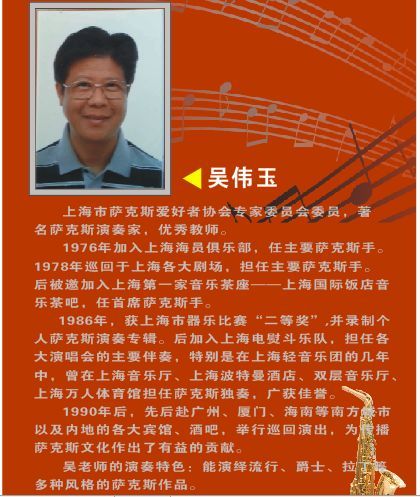 吴伟玉
上海市萨克斯爱好者协会专家委员会委员，著
名萨克斯演奏家，优秀教师。
1976年加入上海海员俱乐部，任主要萨克斯手。
1978年巡回于上海各大剧场，担任主要萨克斯手。
后被邀加入上海第一家音乐茶座——上海国际饭店音
乐茶吧，任首席萨克斯手。
1986年，获上海市器乐比赛“二等奖”,并录制个
人萨克斯演奏专辑。后加入上海电熨斗乐队，担任各
大演唱会的主要伴奏，特别是在上海轻音乐团的几年
中，曾在上海音乐厅、上海波特曼酒店、双层音乐厅、
上海万人体育馆担任萨克斯独奏，广获佳誉。
1990年后，先后赴广州、厦门、海南等南方城市
以及内地的各大宾馆、酒吧，举行巡回演出，为传播
萨克斯文化作出了有益的贡献。
吴老师的演奏特色：能演绎流行、爵士、拉丁等
多种风格的萨克斯作品。